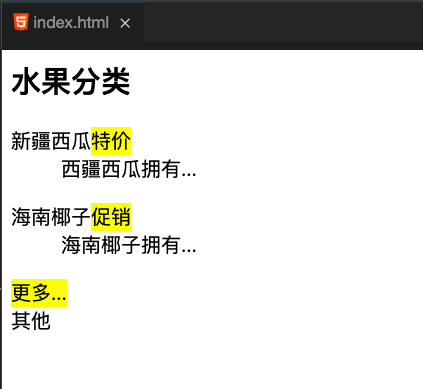 index.html
水果分类
新疆西瓜特价
西疆西瓜拥有...
海南椰子促销
海南椰子拥有...
更多...
其他